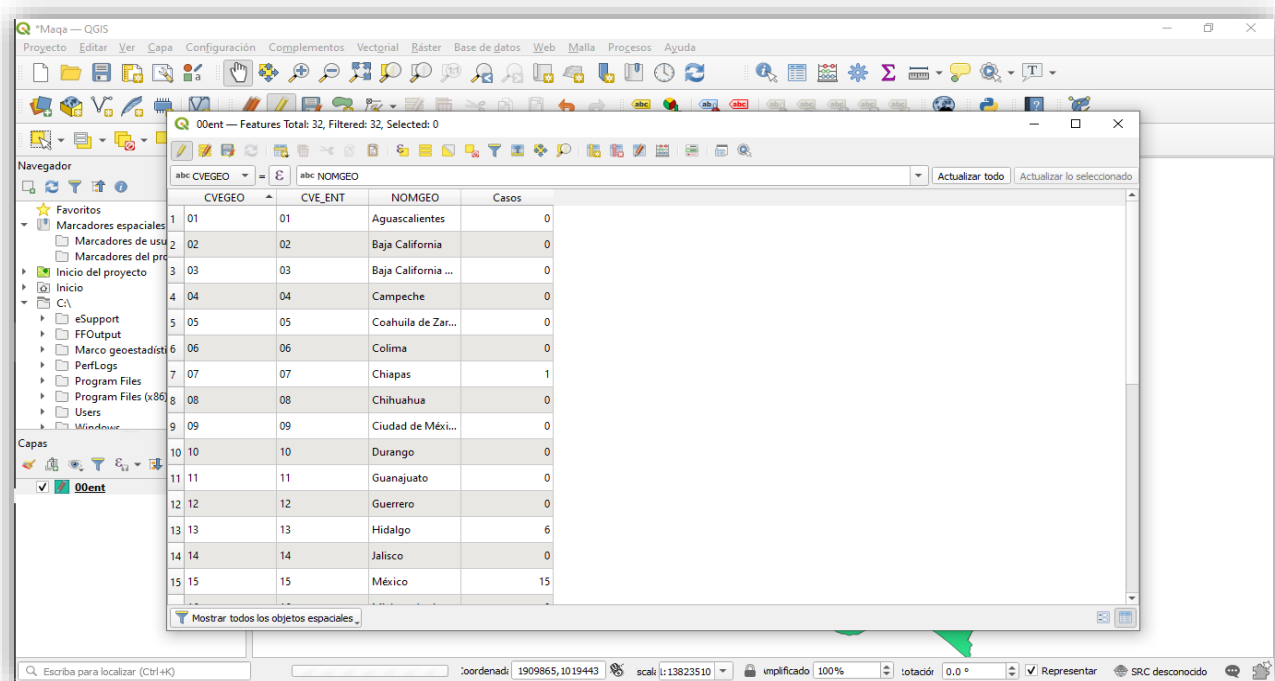 *Maqa — QGIS
Proyecto Editar Ver Capa Configuración Complementos Vectorial Ráster Base de datos Web Malla Procesos Ayuda
00ent — Features Total: 32, Filtered: 32, Selected: 0
abc CVEGEO = ε abc NOMGEO Actualizar todo Actualizar lo seleccionado
CVEGEO CVE_ENT NOMGEO Casos
1 01 01 Aguascalientes 0
2 02 02 Baja California 0
3 03 03 Baja California ... 0
4 04 04 Campeche 0
5 05 05 Coahuila de Zar... 0
6 06 06 Colima 0
7 07 07 Chiapas 1
8 08 08 Chihuahua 0
9 09 09 Ciudad de Méxi... 0
10 10 10 Durango 0
11 11 11 Guanajuato 0
12 12 12 Guerrero 0
13 13 13 Hidalgo 6
14 14 14 Jalisco 0
15 15 15 México 15
Mostrar todos los objetos espaciales
Navegador
Favoritos
Marcadores espaciales
Marcadores de usu
Marcadores del pro
Inicio del proyecto
Inicio
C:\
eSupport
FFOutput
Marco geoestadísti
PerfLogs
Program Files
Program Files (x86)
Users
Windows
Capas
00ent
Escriba para localizar (Ctrl+K)
Coordenada 1909865,1019443 scala 1:13823510 amplificado 100% rotación 0.0 ° Representar SRC desconocido